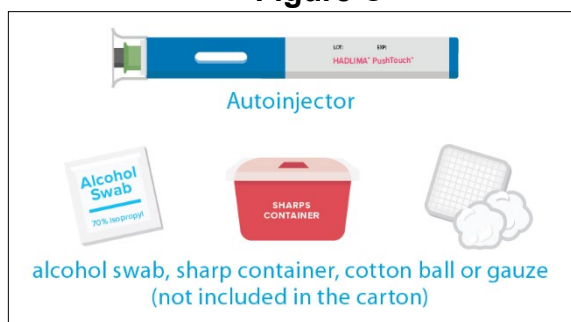 LOT: EXP:
HADLIMA® PushTouch®
Autoinjector
Alcohol
Swab
70% isopropyl
SHARPS
CONTAINER
alcohol swab, sharp container, cotton ball or gauze
(not included in the carton)